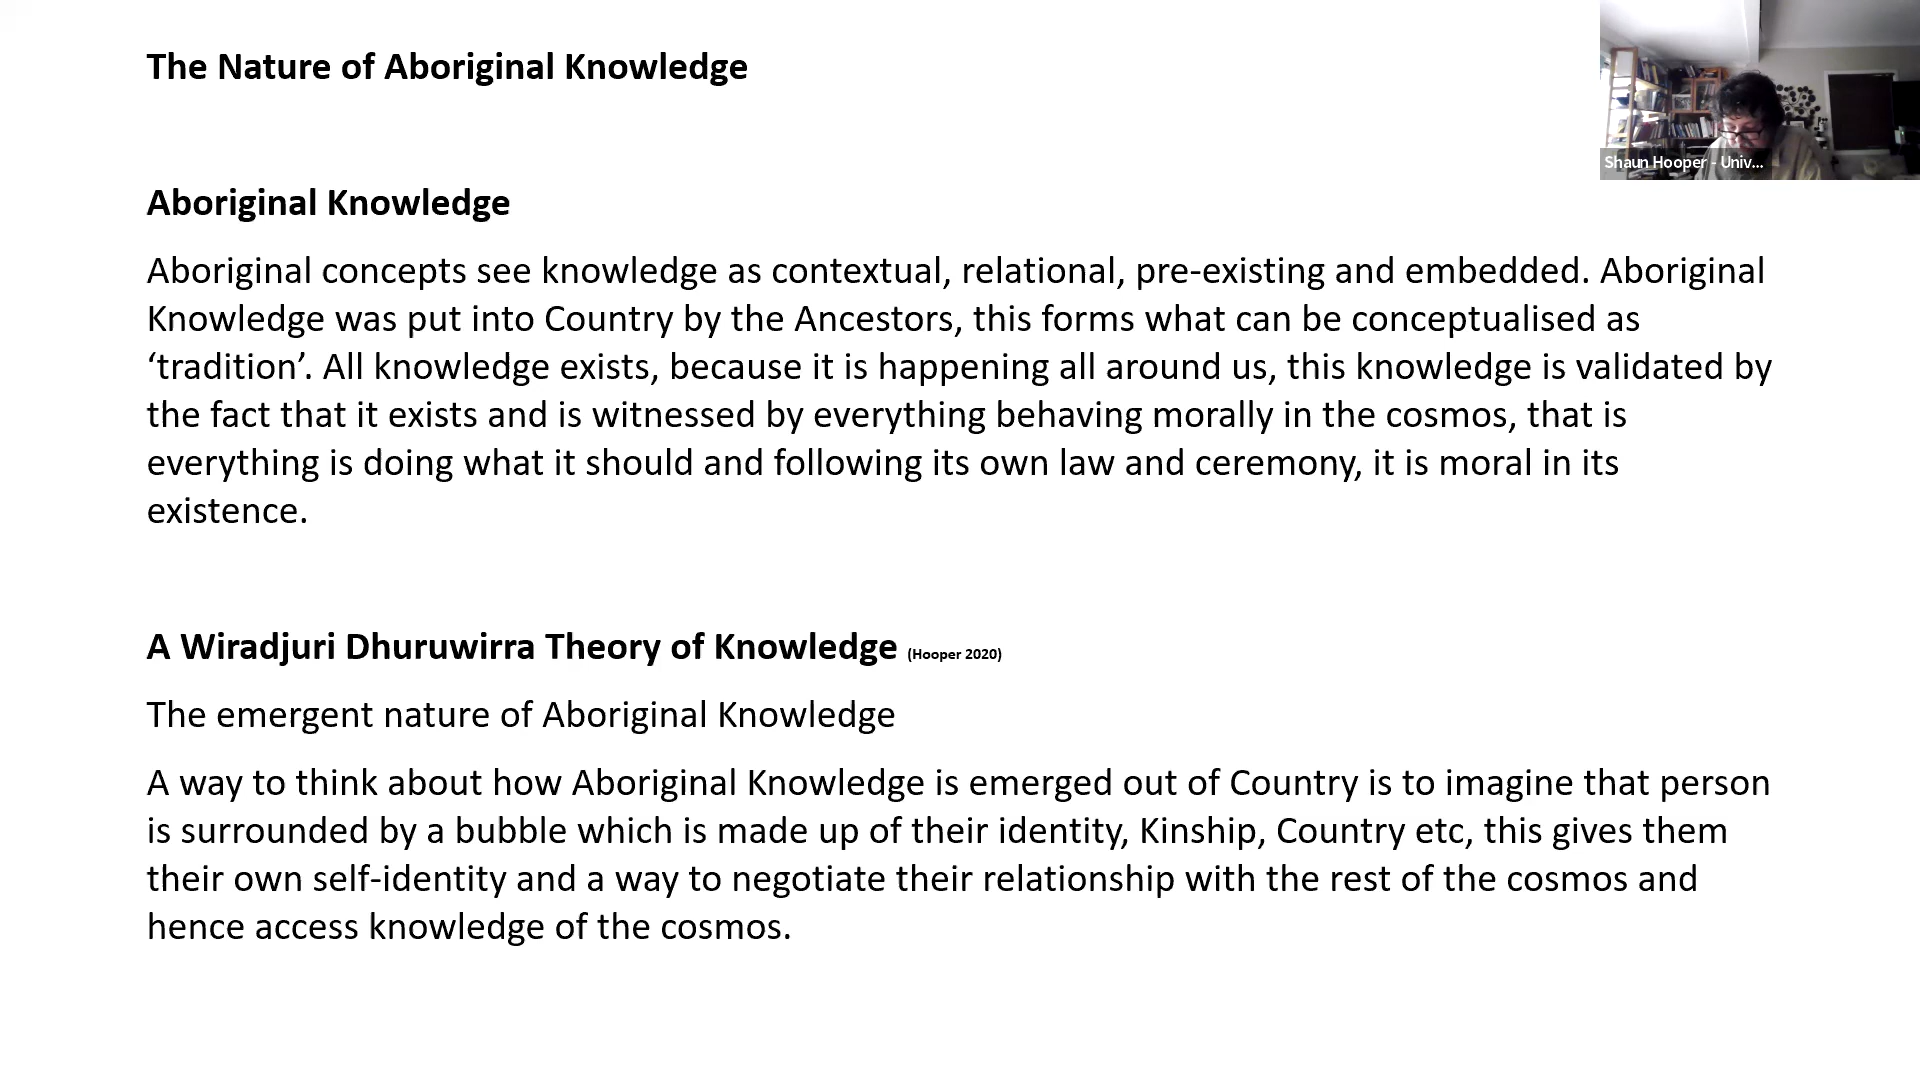 The Nature of Aboriginal Knowledge
Shaun Hooper - Univ...
Aboriginal Knowledge
Aboriginal concepts see knowledge as contextual, relational, pre-existing and embedded. Aboriginal
Knowledge was put into Country by the Ancestors, this forms what can be conceptualised as
‘tradition’. All knowledge exists, because it is happening all around us, this knowledge is validated by
the fact that it exists and is witnessed by everything behaving morally in the cosmos, that is
everything is doing what it should and following its own law and ceremony, it is moral in its
existence.
A Wiradjuri Dhuruwirra Theory of Knowledge (Hooper 2020)
The emergent nature of Aboriginal Knowledge
A way to think about how Aboriginal Knowledge is emerged out of Country is to imagine that person
is surrounded by a bubble which is made up of their identity, Kinship, Country etc, this gives them
their own self-identity and a way to negotiate their relationship with the rest of the cosmos and
hence access knowledge of the cosmos.